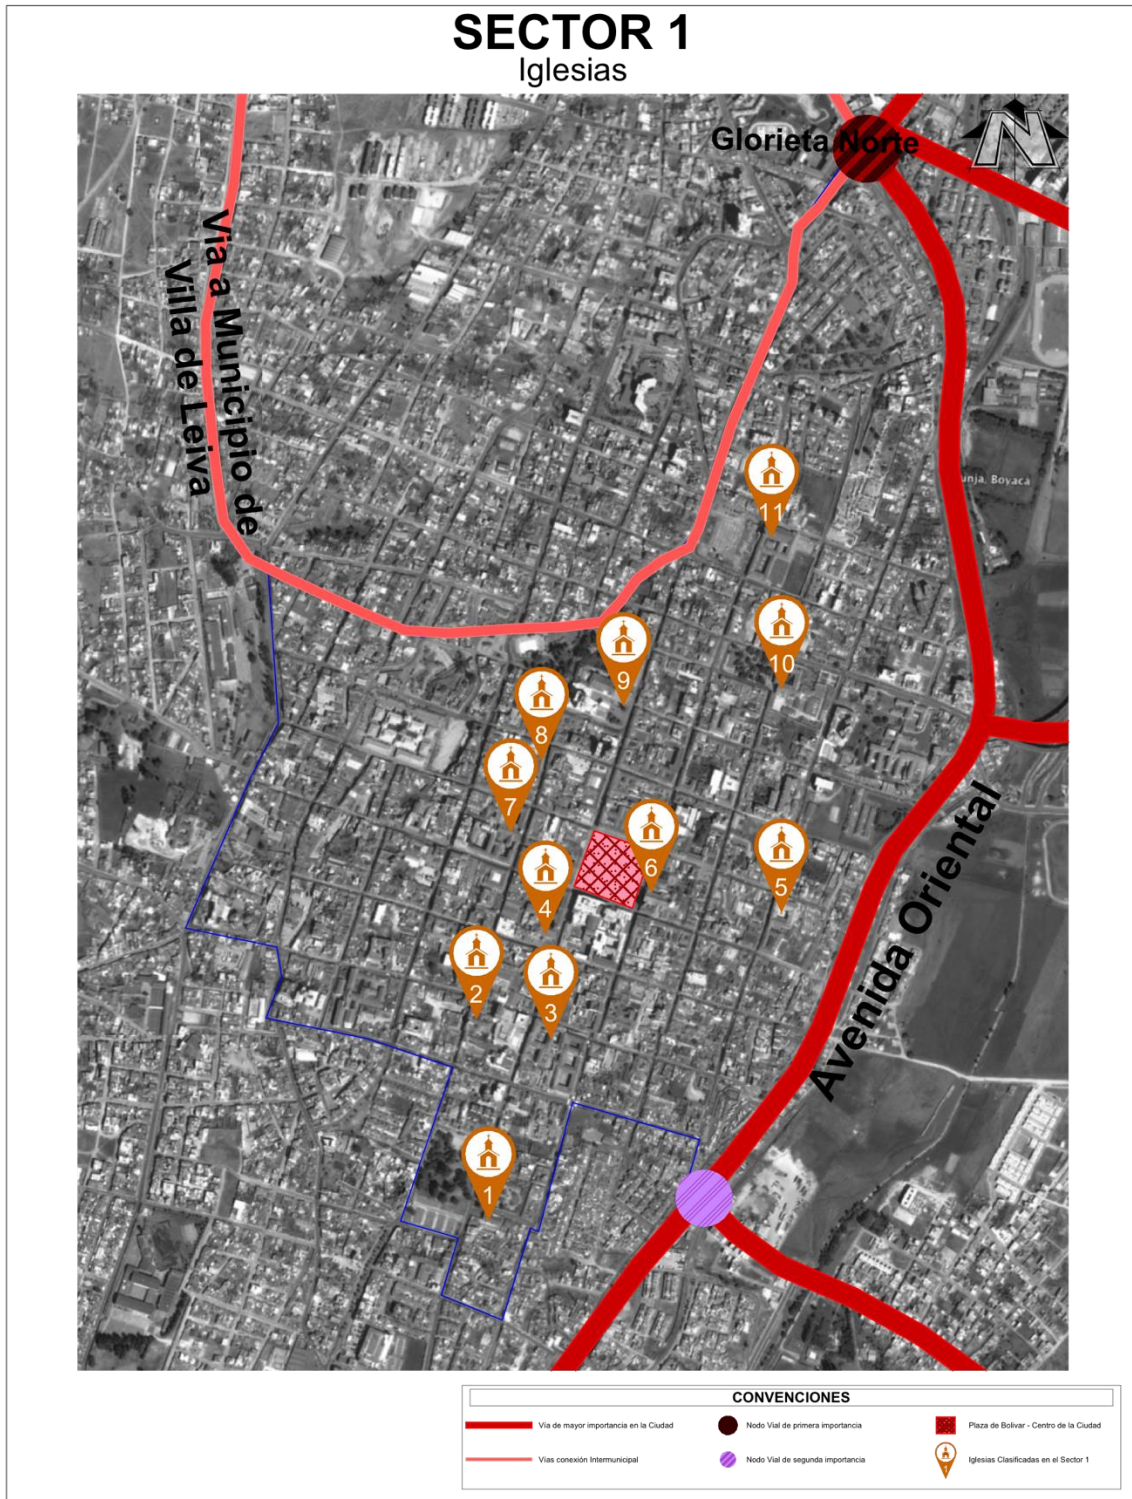 SECTOR 1
Iglesias
Glorieta Norte
N
Via a Municipio de
Villa de Leiva
unja, Boyacá
11
10
9
8
7
6
5
4
3
2
1
Avenida Oriental
CONVENCIONES
Vía de mayor importancia en la Ciudad
Nodo Vial de primera importancia
Plaza de Bolivar - Centro de la Ciudad
Vías conexión Intermunicipal
Nodo Vial de segunda importancia
Iglesias Clasificadas en el Sector 1